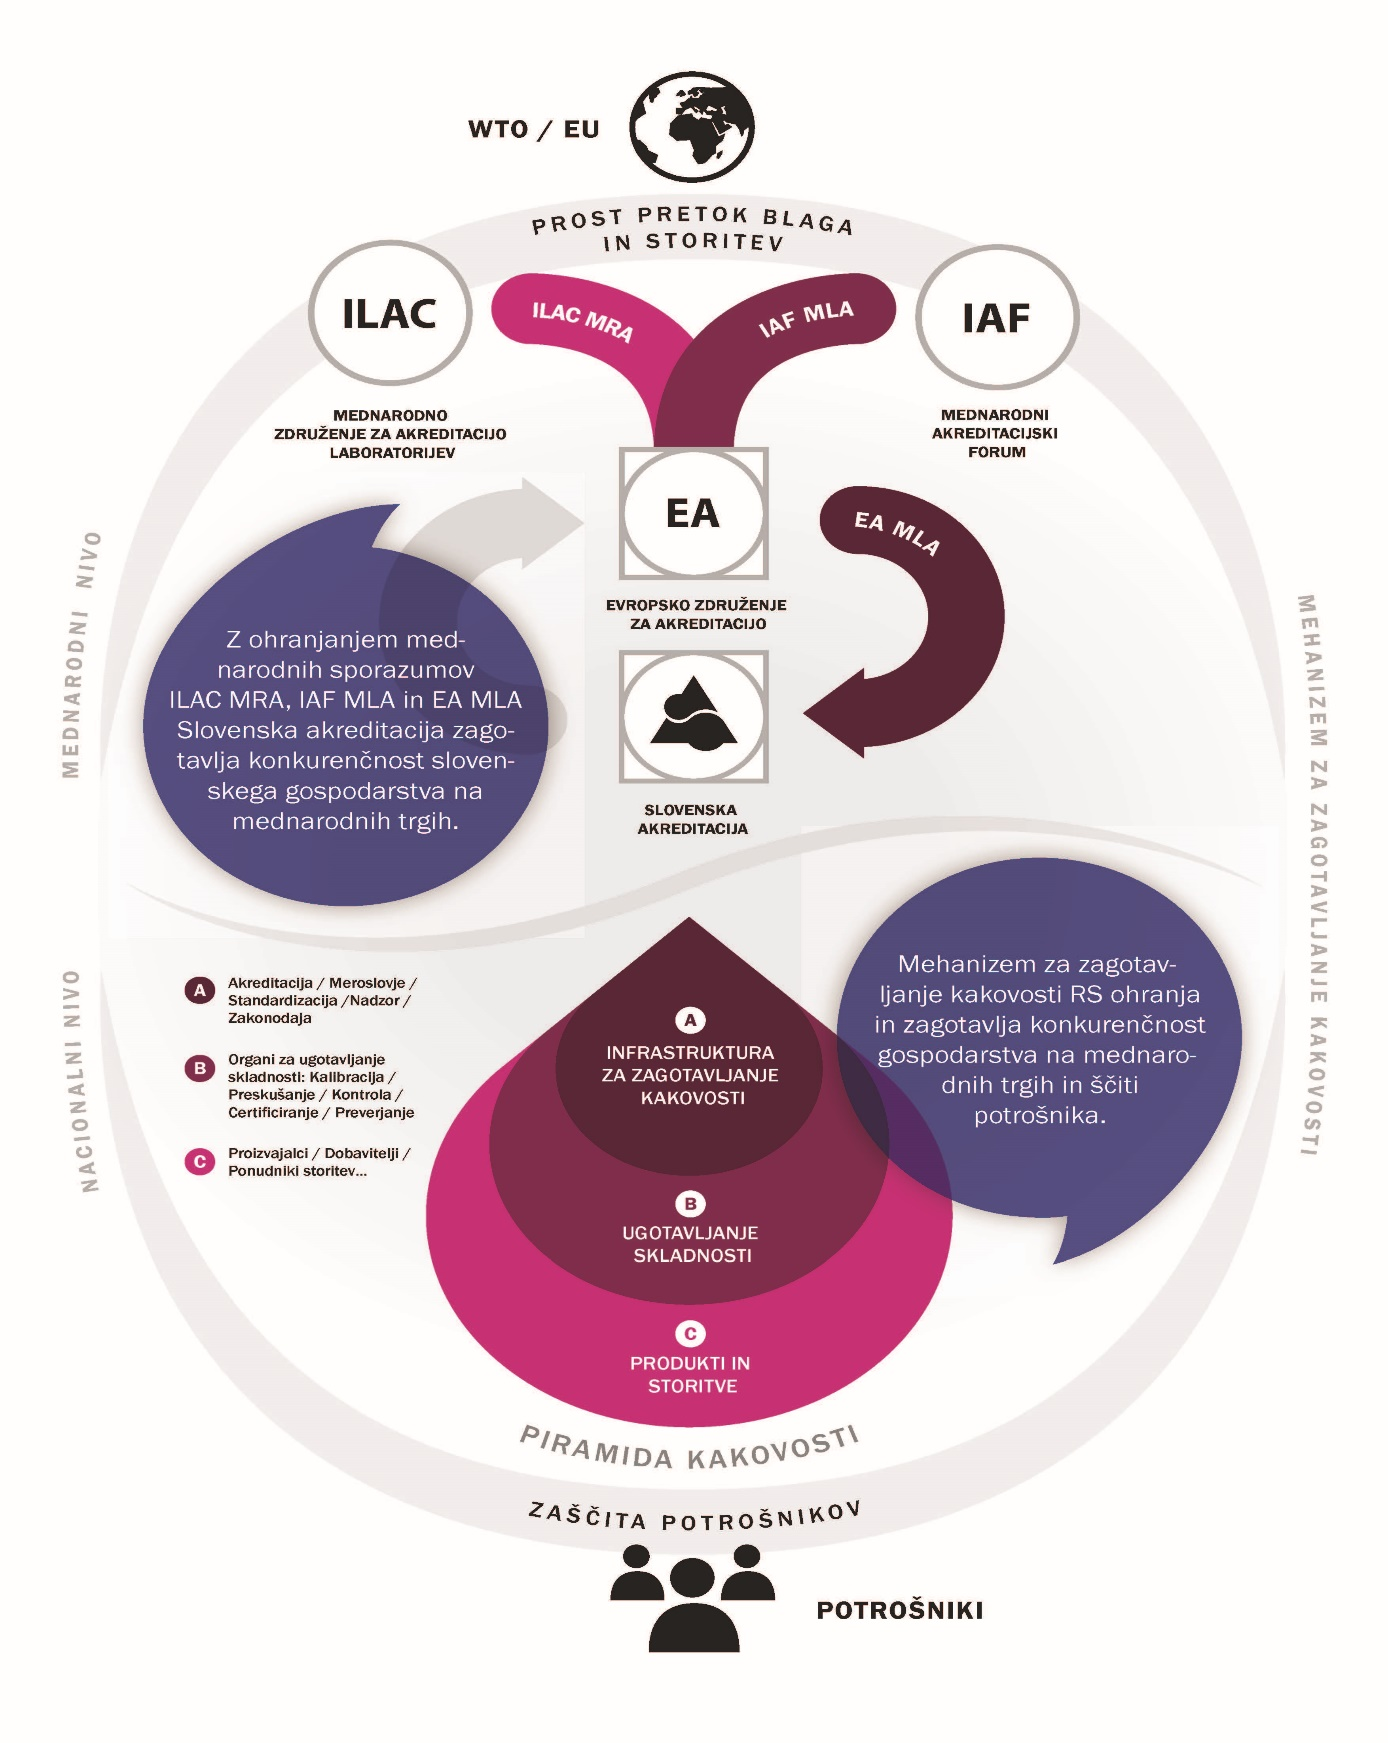 WTO / EU
PROST PRETOK BLAGA
IN STORITEV
ILAC
ILAC MRA
IAF MLA
IAF
MEDNARODNO
ZDRUŽENJE ZA AKREDITACIJO
LABORATORIJEV
MEDNARODNI
AKREDITACIJSKI
FORUM
EA
EA MLA
EVROPSKO ZDRUŽENJE
ZA AKREDITACIJO
MEDNARODNI NIVO
Z ohranjanjem med-
narodnih sporazumov
ILAC MRA, IAF MLA in EA MLA
Slovenska akreditacija zago-
tavlja konkurenčnost sloven-
skega gospodarstva na
mednarodnih trgih.
SLOVENSKA
AKREDITACIJA
MEHANIZEM ZA ZAGOTAVLJANJE KAKOVOSTI
NACIONALNI NIVO
A
Akreditacija / Meroslovje /
Standardizacija /Nadzor /
Zakonodaja
B
Organi za ugotavljanje
skladnosti: Kalibracija /
Preskušanje / Kontrola /
Certificiranje / Preverjanje
C
Proizvajalci / Dobavitelji /
Ponudniki storitev...
A
INFRASTRUKTURA
ZA ZAGOTAVLJANJE
KAKOVOSTI
B
UGOTAVLJANJE
SKLADNOSTI
C
PRODUKTI IN
STORITVE
Mehanizem za zagotav-
ljanje kakovosti RS ohranja
in zagotavlja konkurenčnost
gospodarstva na mednaro-
dnih trgih in ščiti
potrošnika.
PIRAMIDA KAKOVOSTI
ZAŠČITA POTROŠNIKOV
POTROŠNIKI